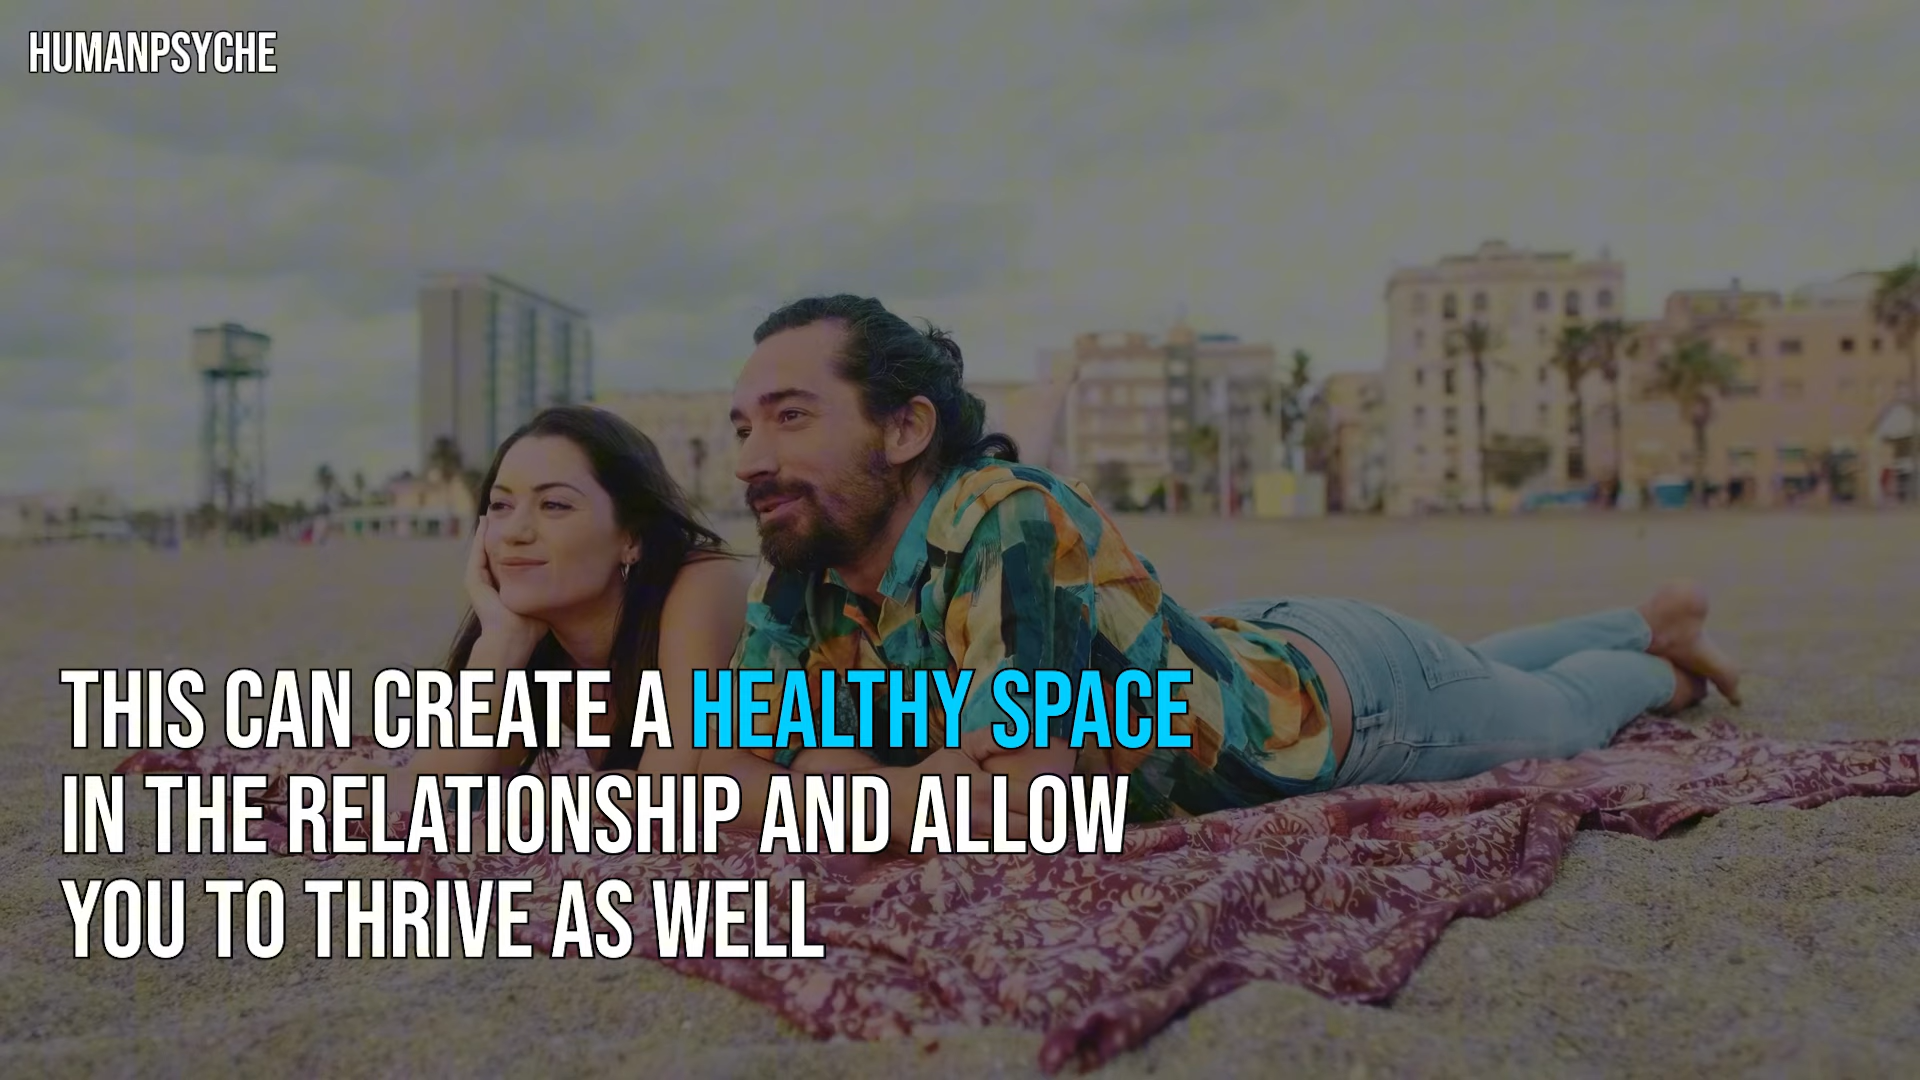 HUMANPSYCHE
THIS CAN CREATE A HEALTHY SPACE
IN THE RELATIONSHIP AND ALLOW
YOU TO THRIVE AS WELL